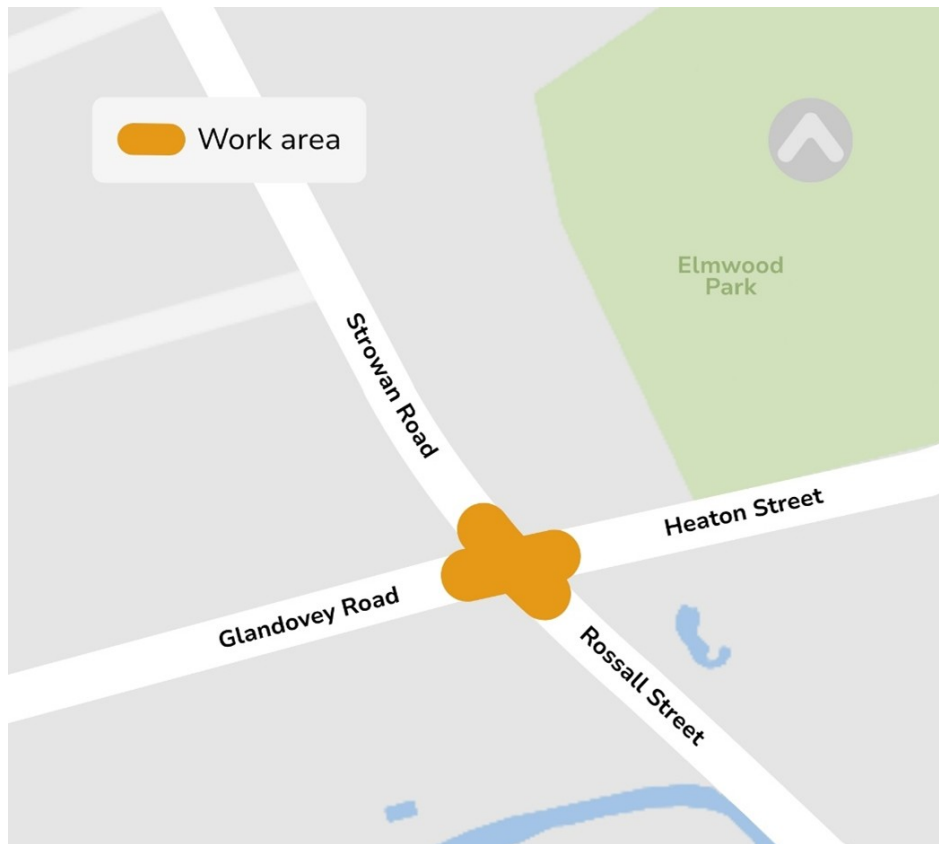 Work area
Elmwood
Park
Strowan Road
Heaton Street
Glandovey Road
Rossall Street